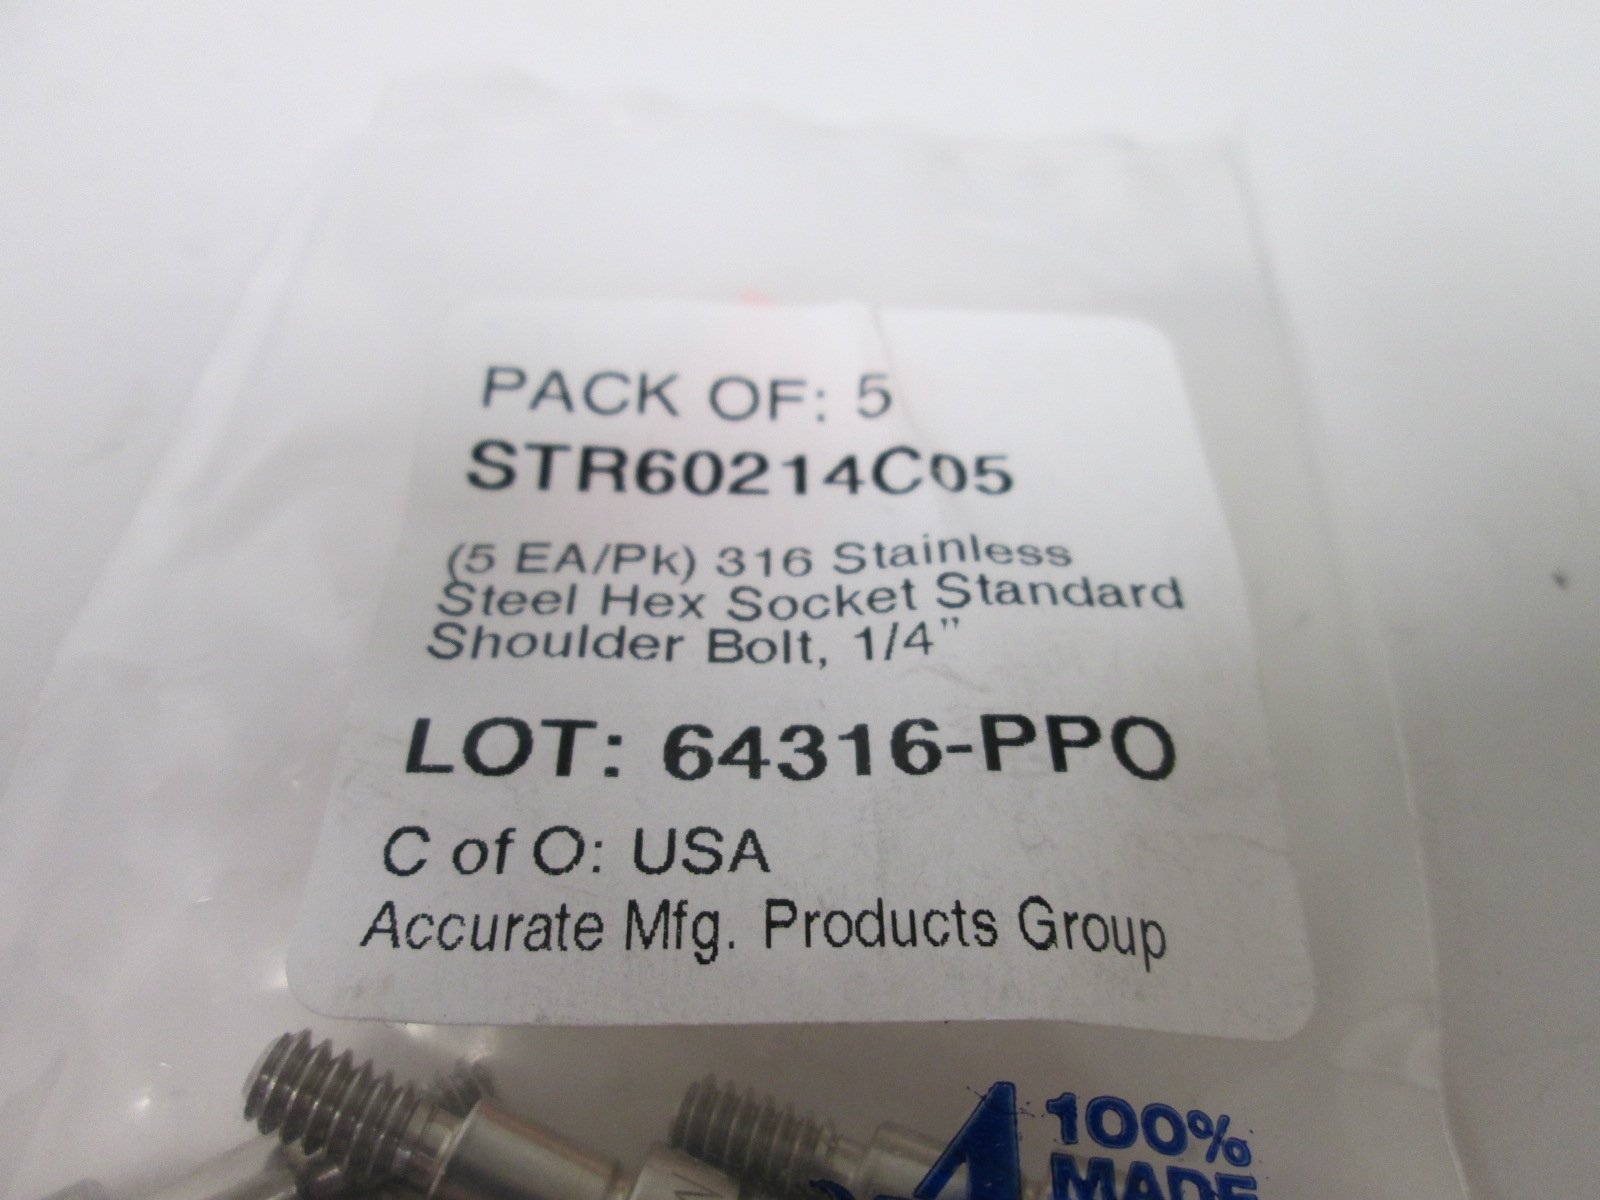 PACK OF: 5
STR60214C05
(5 EA/Pk) 316 Stainless
Steel Hex Socket Standard
Shoulder Bolt, 1/4"
LOT: 64316-PPO
C of O: USA
Accurate Mfg. Products Group
100%
MADE